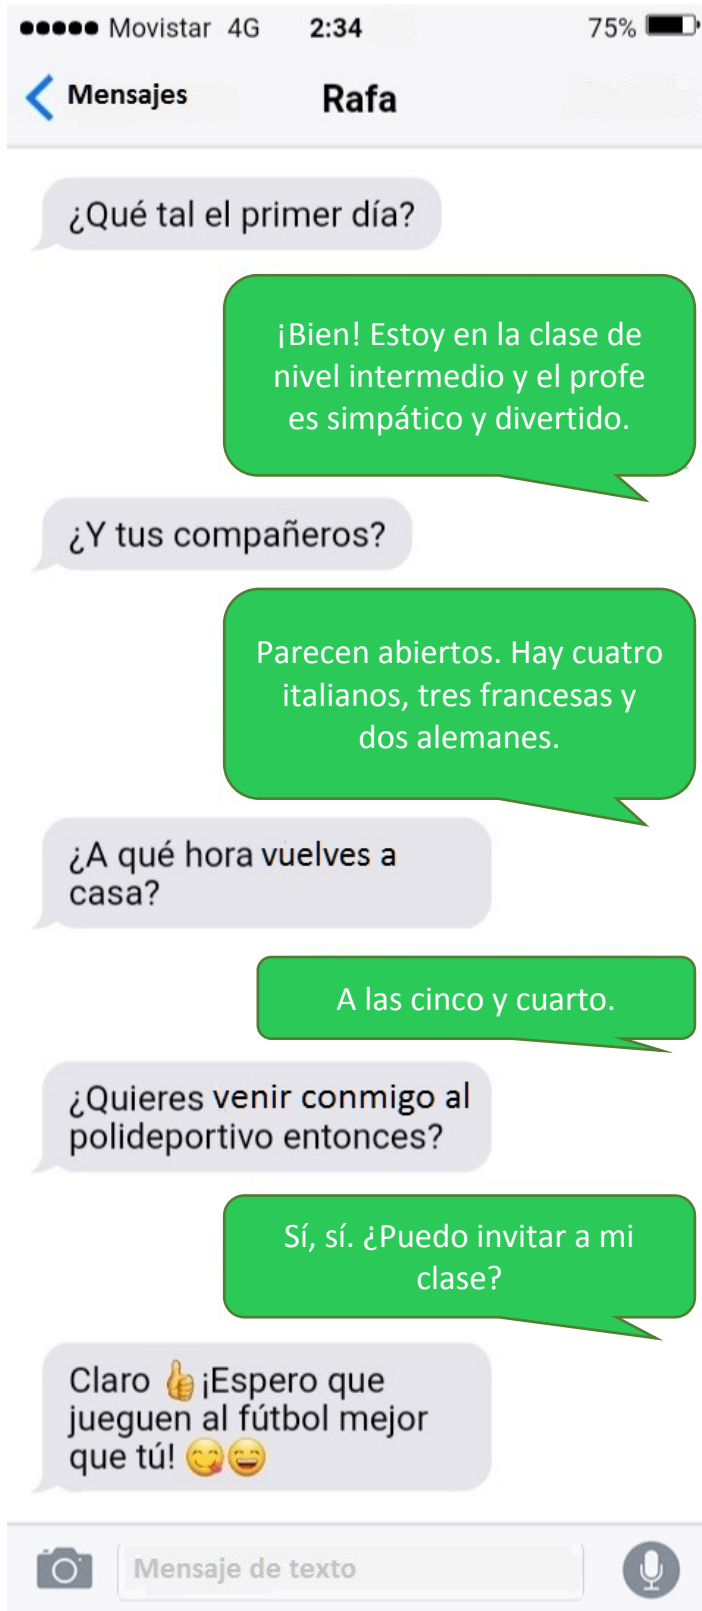 Movistar 4G 2:34 75%
Mensajes Rafa
¿Qué tal el primer día?
¡Bien! Estoy en la clase de
nivel intermedio y el profe
es simpático y divertido.
¿Y tus compañeros?
Parecen abiertos. Hay cuatro
italianos, tres francesas y
dos alemanes.
¿A qué hora vuelves a
casa?
A las cinco y cuarto.
¿Quieres venir conmigo al
polideportivo entonces?
Sí, sí. ¿Puedo invitar a mi
clase?
Claro 👍 ¡Espero que
jueguen al fútbol mejor
que tú! 😋😄
Mensaje de texto